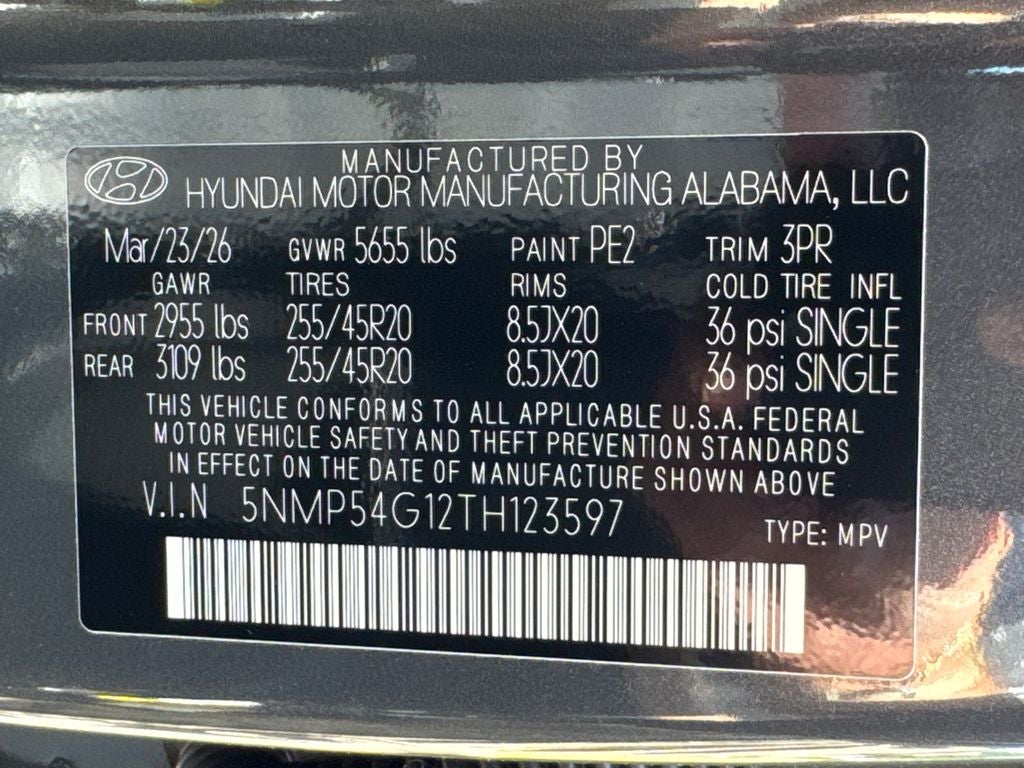 MANUFACTURED BY
HYUNDAI MOTOR MANUFACTURING ALABAMA, LLC
Mar/23/26 GVWR 5655 lbs PAINT PE2 TRIM 3PR
GAWR TIRES RIMS COLD TIRE INFL
FRONT 2955 lbs 255/45R20 8.5JX20 36 psi SINGLE
REAR 3109 lbs 255/45R20 8.5JX20 36 psi SINGLE
THIS VEHICLE CONFORMS TO ALL APPLICABLE U.S.A. FEDERAL
MOTOR VEHICLE SAFETY AND THEFT PREVENTION STANDARDS
IN EFFECT ON THE DATE OF MANUFACTURE SHOWN ABOVE
V.I.N 5NMP54G12TH123597
TYPE: MPV